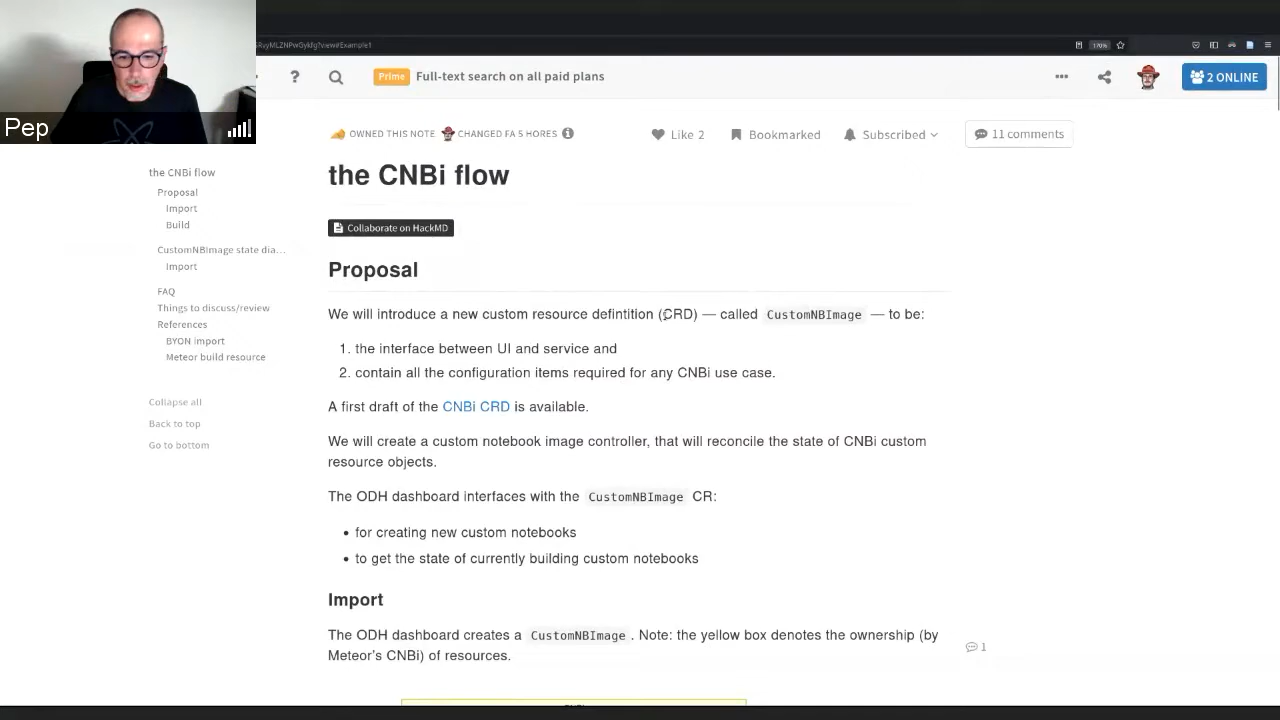 RyyMLZNPwGykfg?view#Example1
170%
?
Prime Full-text search on all paid plans
2 ONLINE
Pep
OWNED THIS NOTE CHANGED FA 5 HORES
Like 2
Bookmarked
Subscribed
11 comments
the CNBi flow
Proposal
Import
Build
CustomNBImage state dia...
Import
FAQ
Things to discuss/review
References
BYON import
Meteor build resource
Collapse all
Back to top
Go to bottom
the CNBi flow
Collaborate on HackMD
Proposal
We will introduce a new custom resource defintition (CRD) — called CustomNBImage — to be:
1. the interface between UI and service and
2. contain all the configuration items required for any CNBi use case.
A first draft of the CNBi CRD is available.
We will create a custom notebook image controller, that will reconcile the state of CNBi custom
resource objects.
The ODH dashboard interfaces with the CustomNBImage CR:
• for creating new custom notebooks
• to get the state of currently building custom notebooks
Import
The ODH dashboard creates a CustomNBImage. Note: the yellow box denotes the ownership (by
Meteor's CNBi) of resources.
1